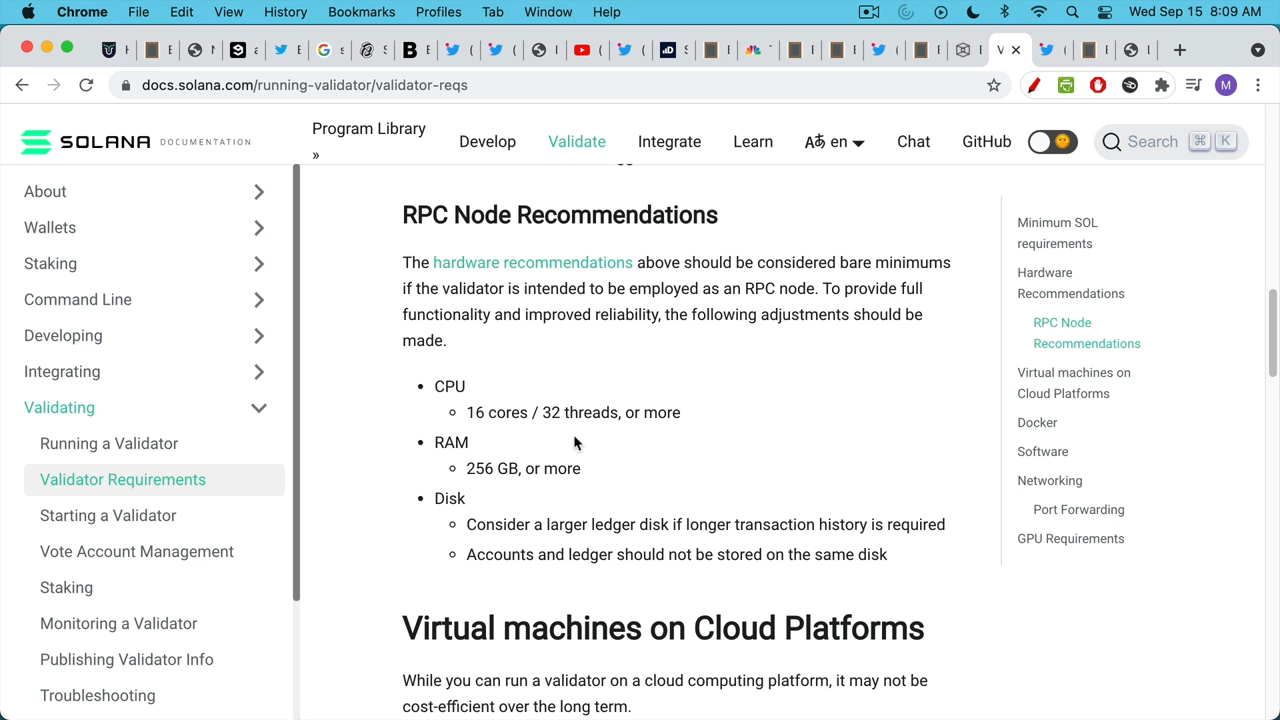 Chrome File Edit View History Bookmarks Profiles Tab Window Help Wed Sep 15 8:09 AM
docs.solana.com/running-validator/validator-reqs M
SOLANA DOCUMENTATION
Program Library
»
Develop Validate Integrate Learn en Chat GitHub Search ⌘ K
About
Wallets
Staking
Command Line
Developing
Integrating
Validating
Running a Validator
Validator Requirements
Starting a Validator
Vote Account Management
Staking
Monitoring a Validator
Publishing Validator Info
Troubleshooting
RPC Node Recommendations
The hardware recommendations above should be considered bare minimums
if the validator is intended to be employed as an RPC node. To provide full
functionality and improved reliability, the following adjustments should be
made.
• CPU
16 cores / 32 threads, or more
• RAM
256 GB, or more
• Disk
Consider a larger ledger disk if longer transaction history is required
Accounts and ledger should not be stored on the same disk
Virtual machines on Cloud Platforms
While you can run a validator on a cloud computing platform, it may not be
cost-efficient over the long term.
Minimum SOL
requirements
Hardware
Recommendations
RPC Node
Recommendations
Virtual machines on
Cloud Platforms
Docker
Software
Networking
Port Forwarding
GPU Requirements